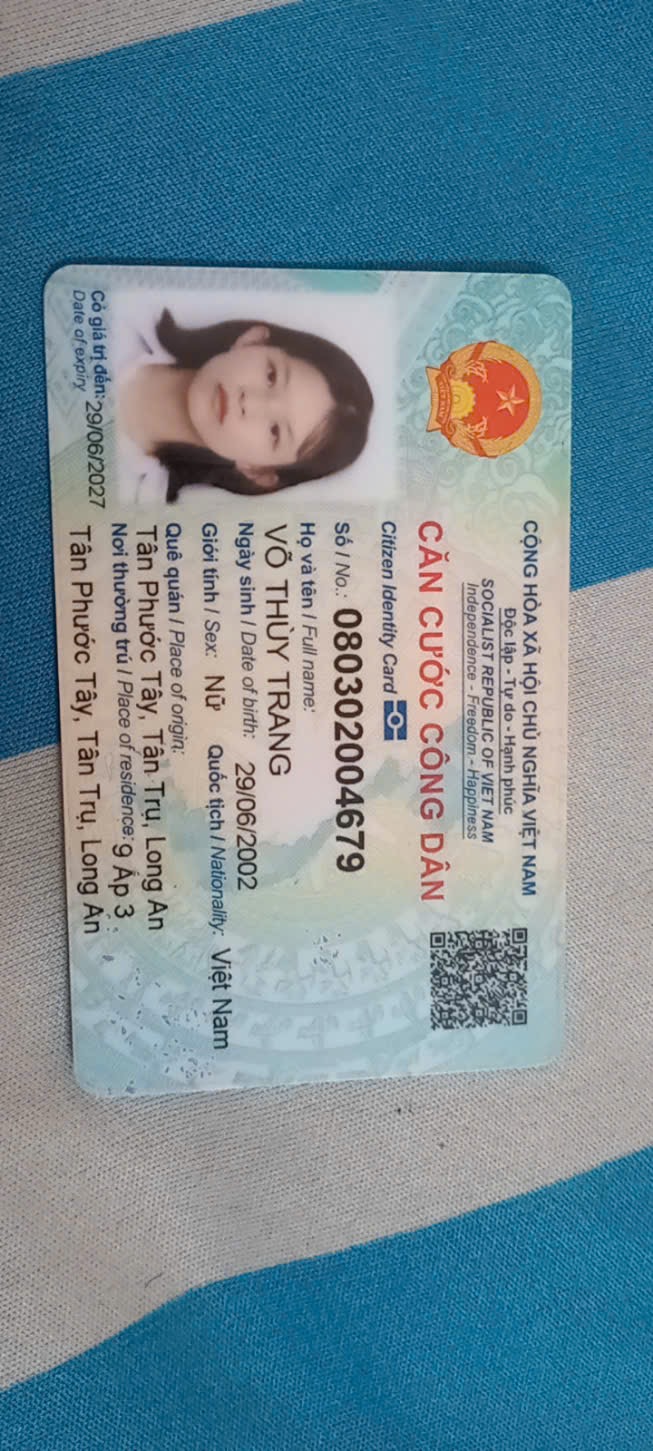 CỘNG HÒA XÃ HỘI CHỦ NGHĨA VIỆT NAM
Độc lập - Tự do - Hạnh phúc
SOCIALIST REPUBLIC OF VIET NAM
Independence - Freedom - Happiness
VIỆT NAM
CĂN CƯỚC CÔNG DÂN
Citizen Identity Card
Số / No.: 080302004679
Họ và tên / Full name:
VÕ THÙY TRANG
Ngày sinh / Date of birth: 29/06/2002
Giới tính / Sex: Nữ Quốc tịch / Nationality: Việt Nam
Quê quán / Place of origin:
Tân Phước Tây, Tân Trụ, Long An
Nơi thường trú / Place of residence: 9 Ấp 3
Tân Phước Tây, Tân Trụ, Long An
Có giá trị đến: 29/06/2027
Date of expiry